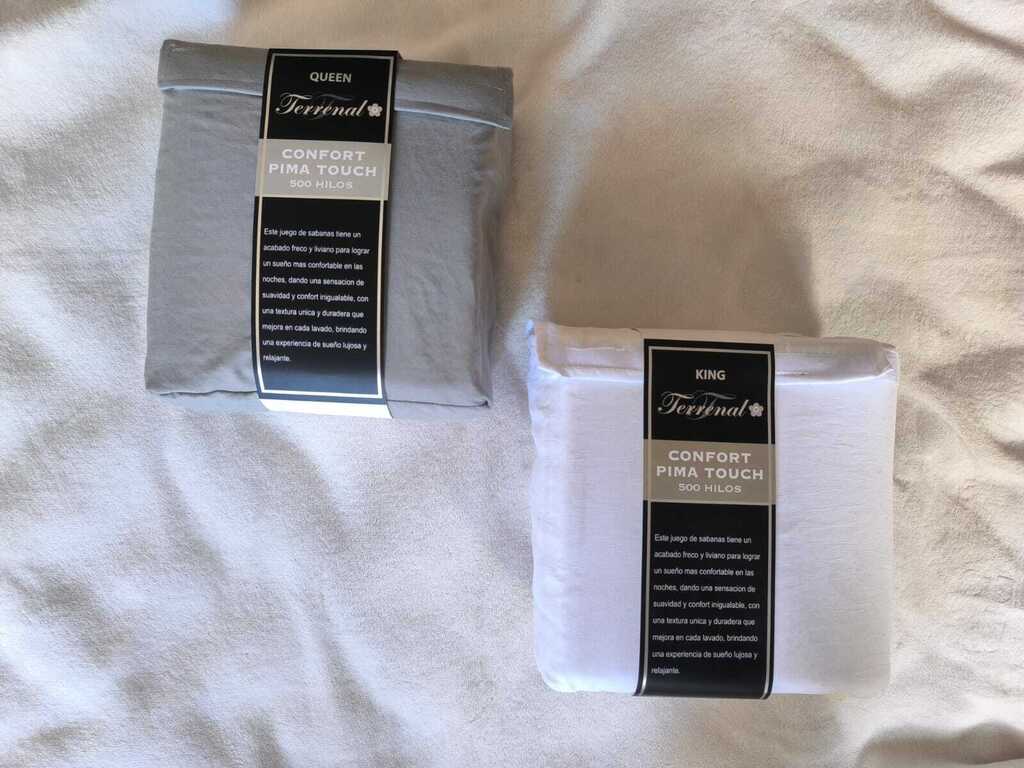 QUEEN
Terrenal
CONFORT
PIMA TOUCH
500 HILOS
Este juego de sabanas tiene un
acabado freco y liviano para lograr
un sueño mas confortable en las
noches, dando una sensacion de
suavidad y confort inigualable, con
una textura unica y duradera que
mejora en cada lavado, brindando
una experiencia de sueño lujosa y
relajante.
KING
Terrenal
CONFORT
PIMA TOUCH
500 HILOS
Este juego de sabanas tiene un
acabado freco y liviano para lograr
un sueño mas confortable en las
noches, dando una sensacion de
suavidad y confort inigualable, con
una textura unica y duradera que
mejora en cada lavado, brindando
una experiencia de sueño lujosa y
relajante.